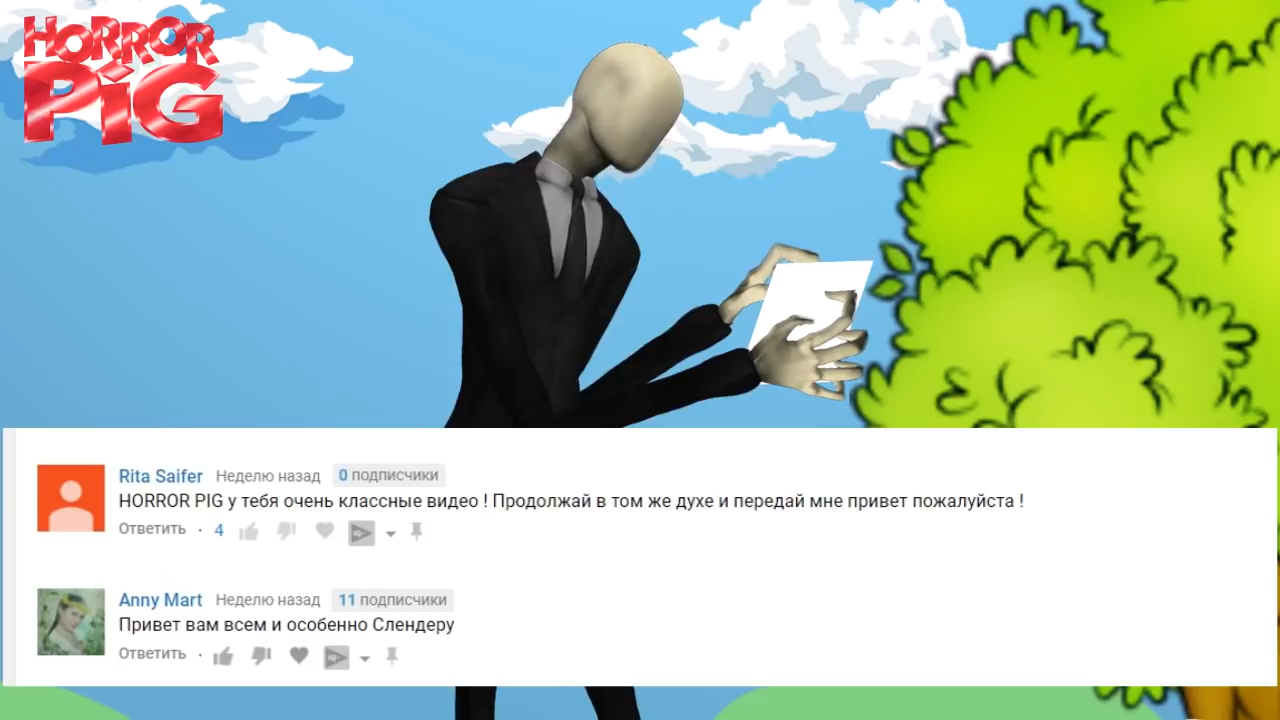 HORROR
PiG
Rita Saifer Неделю назад 0 подписчики
HORROR PIG у тебя очень классные видео ! Продолжай в том же духе и передай мне привет пожалуйста !
Ответить · 4
Anny Mart Неделю назад 11 подписчики
Привет вам всем и особенно Слендеру
Ответить ·